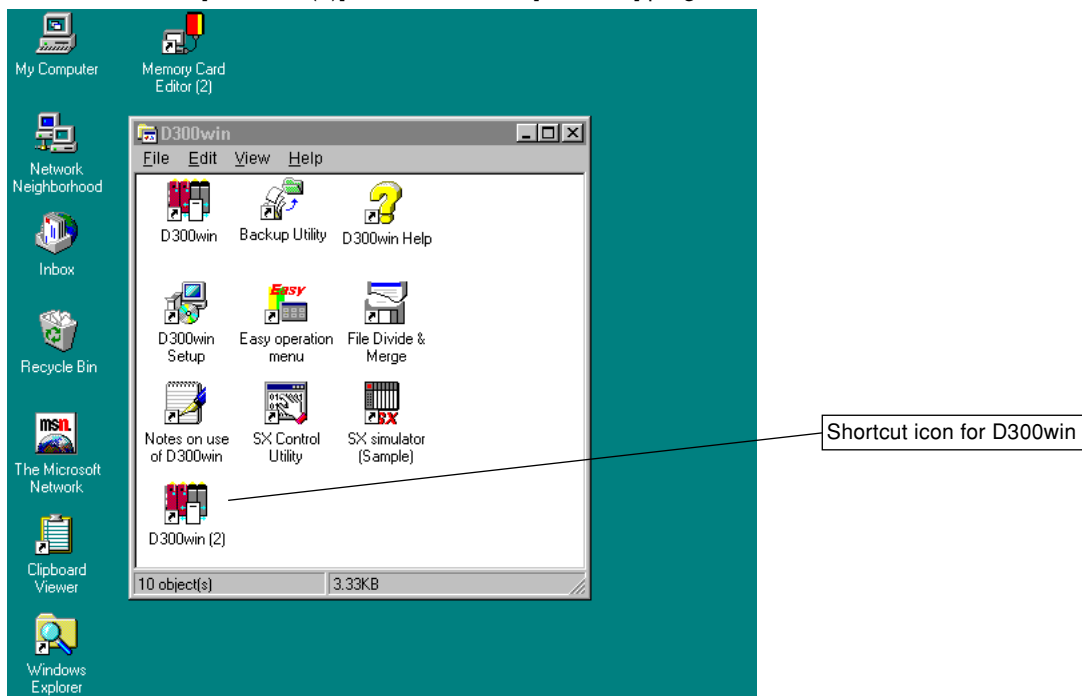 My Computer
Memory Card
Editor (2)
Network
Neighborhood
Inbox
Recycle Bin
msn.
The Microsoft
Network
Clipboard
Viewer
Windows
Explorer
D300win
File Edit View Help
D300win
Backup Utility
D300win Help
D300win
Setup
Easy
Easy operation
menu
File Divide &
Merge
Notes on use
of D300win
SX Control
Utility
SX
SX simulator
(Sample)
D300win (2)
10 object(s)
3.33KB
Shortcut icon for D300win